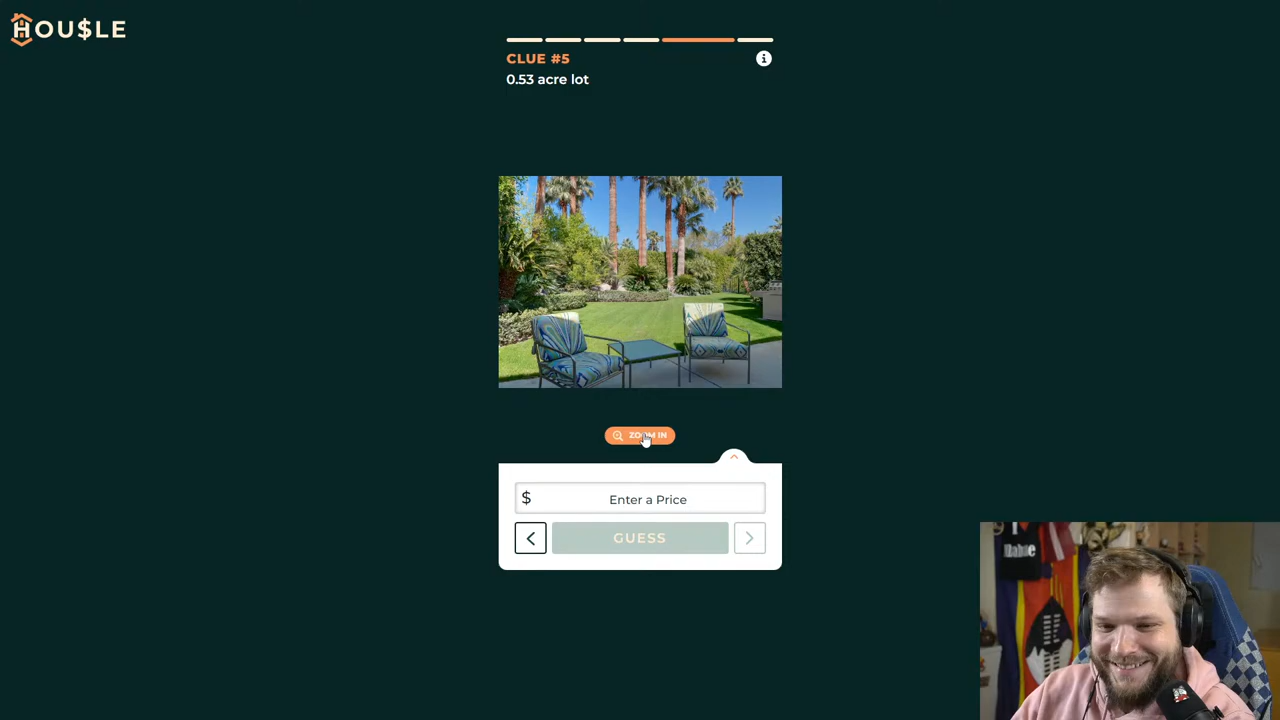 HOU$LE
CLUE #5
0.53 acre lot
ZOOM IN
$ Enter a Price
GUESS